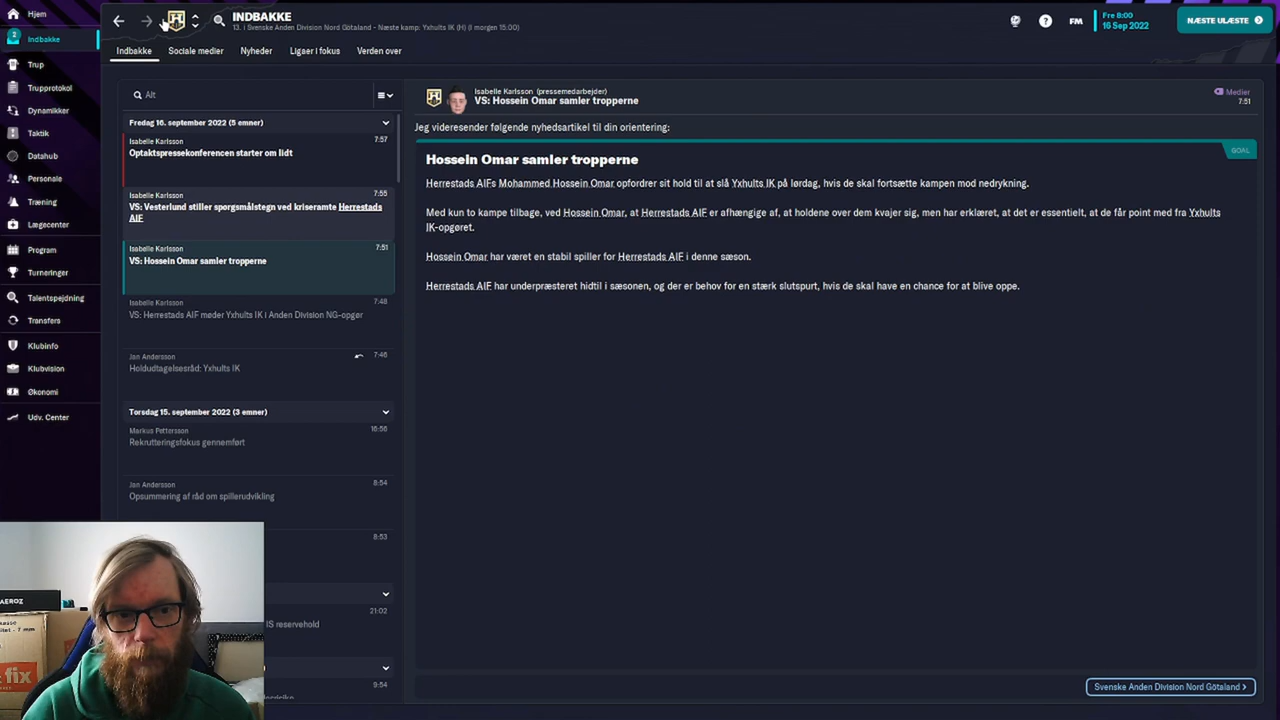 Hjem
Indbakke
Trup
Trupprotokol
Dynamikker
Taktik
Datahub
Personale
Træning
Lægecenter
Program
Turneringer
Talentspejdning
Transfers
Klubinfo
Klubvision
Økonomi
Udv. Center
INDBAKKE
13. i Svenske Anden Division Nord Götaland - Næste kamp: Yxhults IK (H) (I morgen 15:00)
FM
Fre 8:00
16 Sep 2022
NÆSTE ULÆSTE
Indbakke Sociale medier Nyheder Ligaer i fokus Verden over
Alt
Fredag 16. september 2022 (5 emner)
Isabelle Karlsson 7:57
Optaktspressekonferencen starter om lidt
Isabelle Karlsson 7:55
VS: Vesterlund stiller spørgsmålstegn ved kriseramte Herrestads
AIF
Isabelle Karlsson 7:51
VS: Hossein Omar samler tropperne
Isabelle Karlsson 7:48
VS: Herrestads AIF møder Yxhults IK i Anden Division NG-opgør
Jan Andersson 7:46
Holdudtagelsesråd: Yxhults IK
Torsdag 15. september 2022 (3 emner)
Markus Pettersson 16:56
Rekrutteringsfokus gennemført
Jan Andersson 8:54
Opsummering af råd om spillerudvikling
8:53
21:02
IS reservehold
9:54
Isabelle Karlsson (pressemedarbejder)
VS: Hossein Omar samler tropperne
Medier
7:51
Jeg videresender følgende nyhedsartikel til din orientering:
GOAL
Hossein Omar samler tropperne
Herrestads AIFs Mohammed Hossein Omar opfordrer sit hold til at slå Yxhults IK på lørdag, hvis de skal fortsætte kampen mod nedrykning.
Med kun to kampe tilbage, ved Hossein Omar, at Herrestads AIF er afhængige af, at holdene over dem kvajer sig, men har erklæret, at det er essentielt, at de får point med fra Yxhults
IK-opgøret.
Hossein Omar har været en stabil spiller for Herrestads AIF i denne sæson.
Herrestads AIF har underpræsteret hidtil i sæsonen, og der er behov for en stærk slutspurt, hvis de skal have en chance for at blive oppe.
Svenske Anden Division Nord Götaland
AEROZ
fix